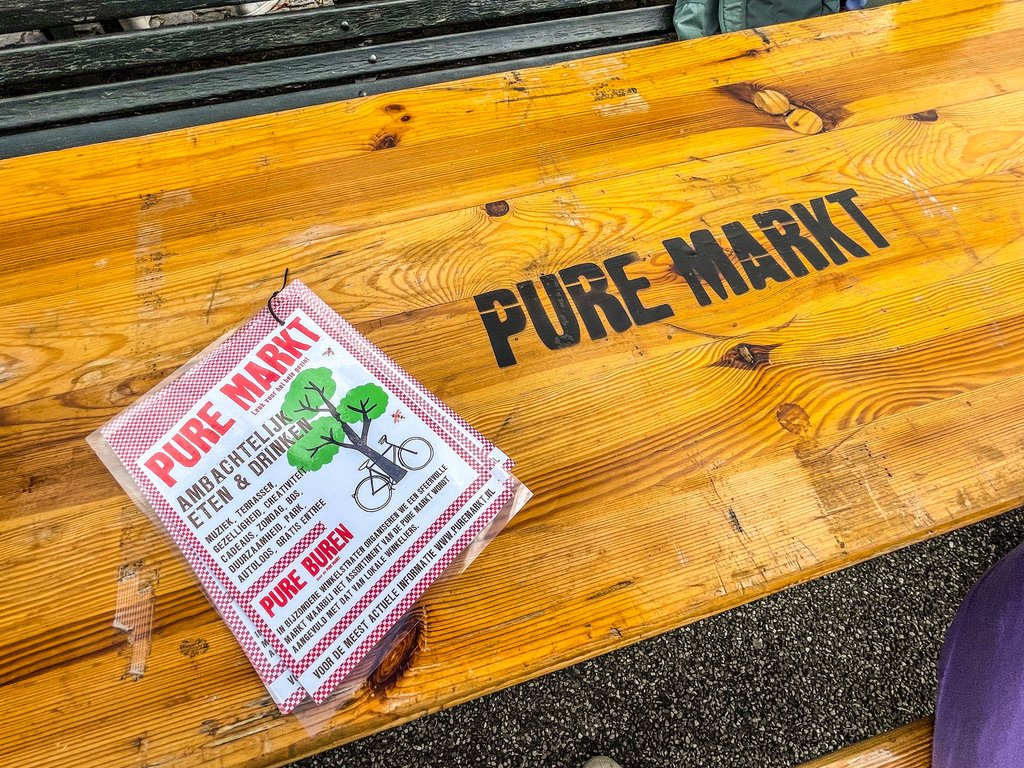 PURE MARKT
PURE MARKT
Leuk voor het hele gezin!
AMBACHTELIJK
ETEN & DRINKEN
MUZIEK, TERRASSEN,
GEZELLIGHEID, CREATIVITEIT,
CADEAUS, ZONDAG, BOS,
DUURZAAMHEID, PARK,
AUTOLOOS, GRATIS ENTREE
PURE BUREN
IN BIJZONDERE WINKELSTRATEN ORGANISEREN WE EEN SFEERVOLLE
MARKT WAARBIJ HET ASSORTIMENT VAN DE PURE MARKT WORDT
AANGEVULD MET DAT VAN LOKALE WINKELIERS.
VOOR DE MEEST ACTUELE INFORMATIE WWW.PUREMARKT.NL